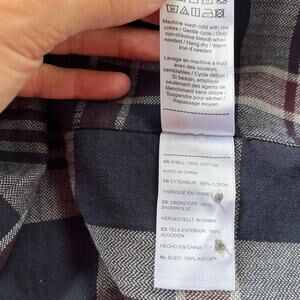 Machine wash cold with like
colors / Gentle cycle / Only
non-chlorine bleach when
needed / Hang dry / Warm
iron if needed
Lavage en machine à froid
avec des couleurs
semblables / Cycle délicat /
Si besoin, employer
seulement des agents de
blanchiment sans chlore /
Suspendre pour sécher /
Repassage moyen
EN SHELL: 100% COTTON
MADE IN CHINA
FR EXTERIEUR: 100% COTON
FABRIQUÉ EN CHINE
DE OBERSTOFF: 100%
BAUMWOLLE
HERGESTELLT IN CHINA
ES TELA EXTERIOR: 100%
ALGODÓN
HECHO EN CHINA
NL BODY: 100% KATOEN